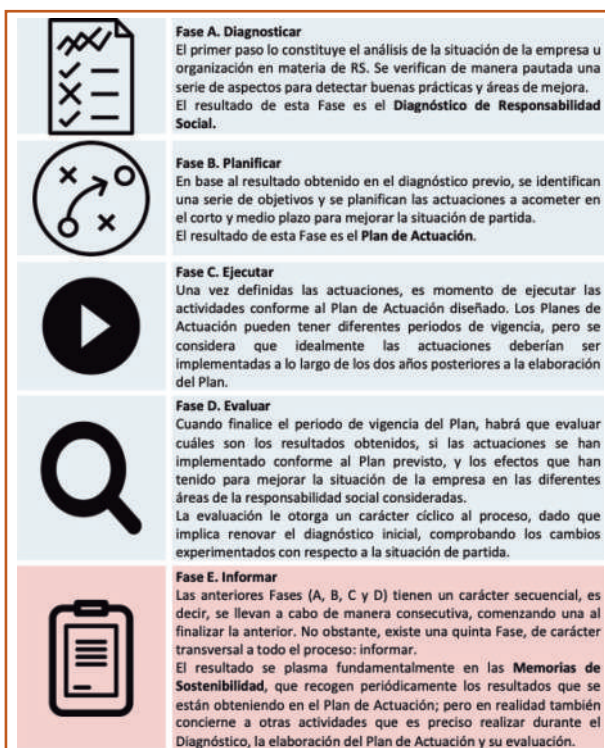 Fase A. Diagnosticar
El primer paso lo constituye el análisis de la situación de la empresa u
organización en materia de RS. Se verifican de manera pautada una
serie de aspectos para detectar buenas prácticas y áreas de mejora.
El resultado de esta Fase es el Diagnóstico de Responsabilidad
Social.
Fase B. Planificar
En base al resultado obtenido en el diagnóstico previo, se identifican
una serie de objetivos y se planifican las actuaciones a acometer en
el corto y medio plazo para mejorar la situación de partida.
El resultado de esta Fase es el Plan de Actuación.
Fase C. Ejecutar
Una vez definidas las actuaciones, es momento de ejecutar las
actividades conforme al Plan de Actuación diseñado. Los Planes de
Actuación pueden tener diferentes periodos de vigencia, pero se
considera que idealmente las actuaciones deberían ser
implementadas a lo largo de los dos años posteriores a la elaboración
del Plan.
Fase D. Evaluar
Cuando finalice el periodo de vigencia del Plan, habrá que evaluar
cuáles son los resultados obtenidos, si las actuaciones se han
implementado conforme al Plan previsto, y los efectos que han
tenido para mejorar la situación de la empresa en las diferentes
áreas de la responsabilidad social consideradas.
La evaluación le otorga un carácter cíclico al proceso, dado que
implica renovar el diagnóstico inicial, comprobando los cambios
experimentados con respecto a la situación de partida.
Fase E. Informar
Las anteriores Fases (A, B, C y D) tienen un carácter secuencial, es
decir, se llevan a cabo de manera consecutiva, comenzando una al
finalizar la anterior. No obstante, existe una quinta Fase, de carácter
transversal a todo el proceso: informar.
El resultado se plasma fundamentalmente en las Memorias de
Sostenibilidad, que recogen periódicamente los resultados que se
están obteniendo en el Plan de Actuación; pero en realidad también
concierne a otras actividades que es preciso realizar durante el
Diagnóstico, la elaboración del Plan de Actuación y su evaluación.